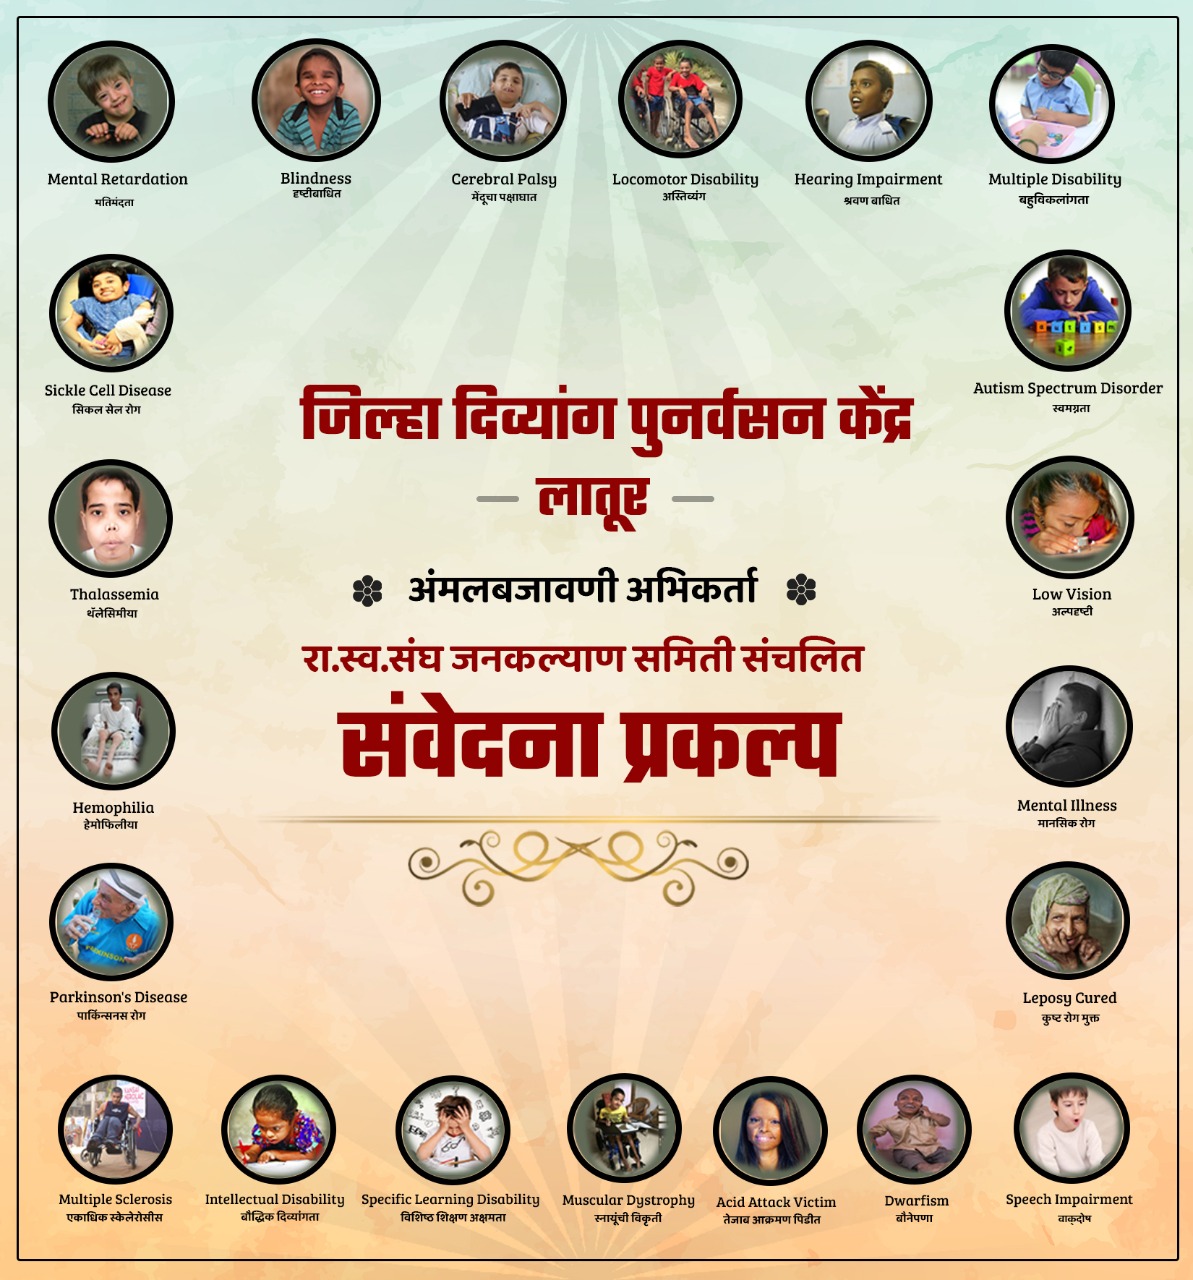 Mental Retardation
मतिमंदता
Blindness
दृष्टीबाधित
Cerebral Palsy
मेंदूचा पक्षाघात
Locomotor Disability
अस्तिव्यंग
Hearing Impairment
श्रवण बाधित
Multiple Disability
बहुविकलांगता
Sickle Cell Disease
सिकल सेल रोग
Autism Spectrum Disorder
स्वमग्नता
जिल्हा दिव्यांग पुनर्वसन केंद्र
लातूर
Thalassemia
थॅलेसिमीया
Low Vision
अल्पदृष्टी
अंमलबजावणी अभिकर्ता
रा.स्व.संघ जनकल्याण समिती संचलित
संवेदना प्रकल्प
Hemophilia
हेमोफिलीया
Mental Illness
मानसिक रोग
PARKINSON'S
Parkinson's Disease
पार्किन्सनस रोग
Leposy Cured
कुष्ट रोग मुक्त
Multiple Sclerosis
एकाधिक स्केलेरोसीस
Intellectual Disability
बौद्धिक दिव्यांगता
Specific Learning Disability
विशिष्ठ शिक्षण अक्षमता
Muscular Dystrophy
स्नायूंची विकृती
Acid Attack Victim
तेजाब आक्रमण पिडीत
Dwarfism
बौनेपणा
Speech Impairment
वाक्‌दोष